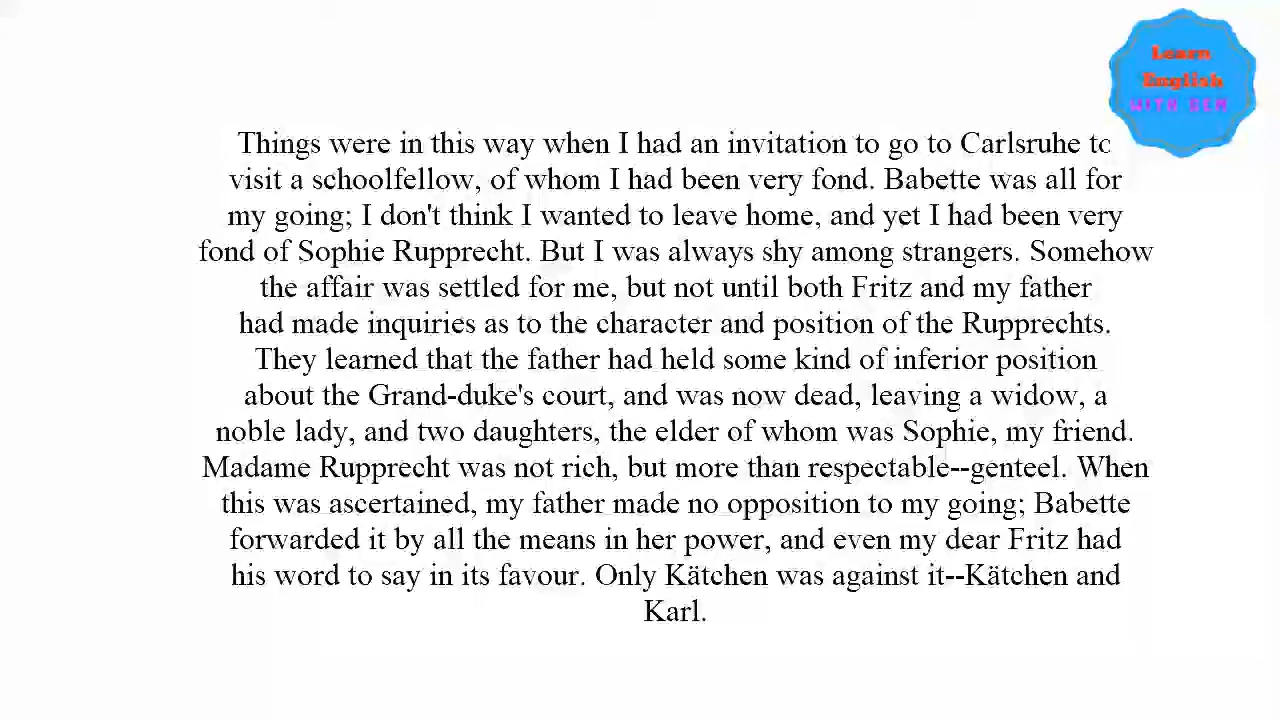 Learn
English
WITH GEM
Things were in this way when I had an invitation to go to Carlsruhe to
visit a schoolfellow, of whom I had been very fond. Babette was all for
my going; I don't think I wanted to leave home, and yet I had been very
fond of Sophie Rupprecht. But I was always shy among strangers. Somehow
the affair was settled for me, but not until both Fritz and my father
had made inquiries as to the character and position of the Rupprechts.
They learned that the father had held some kind of inferior position
about the Grand-duke's court, and was now dead, leaving a widow, a
noble lady, and two daughters, the elder of whom was Sophie, my friend.
Madame Rupprecht was not rich, but more than respectable--genteel. When
this was ascertained, my father made no opposition to my going; Babette
forwarded it by all the means in her power, and even my dear Fritz had
his word to say in its favour. Only Kätchen was against it--Kätchen and
Karl.